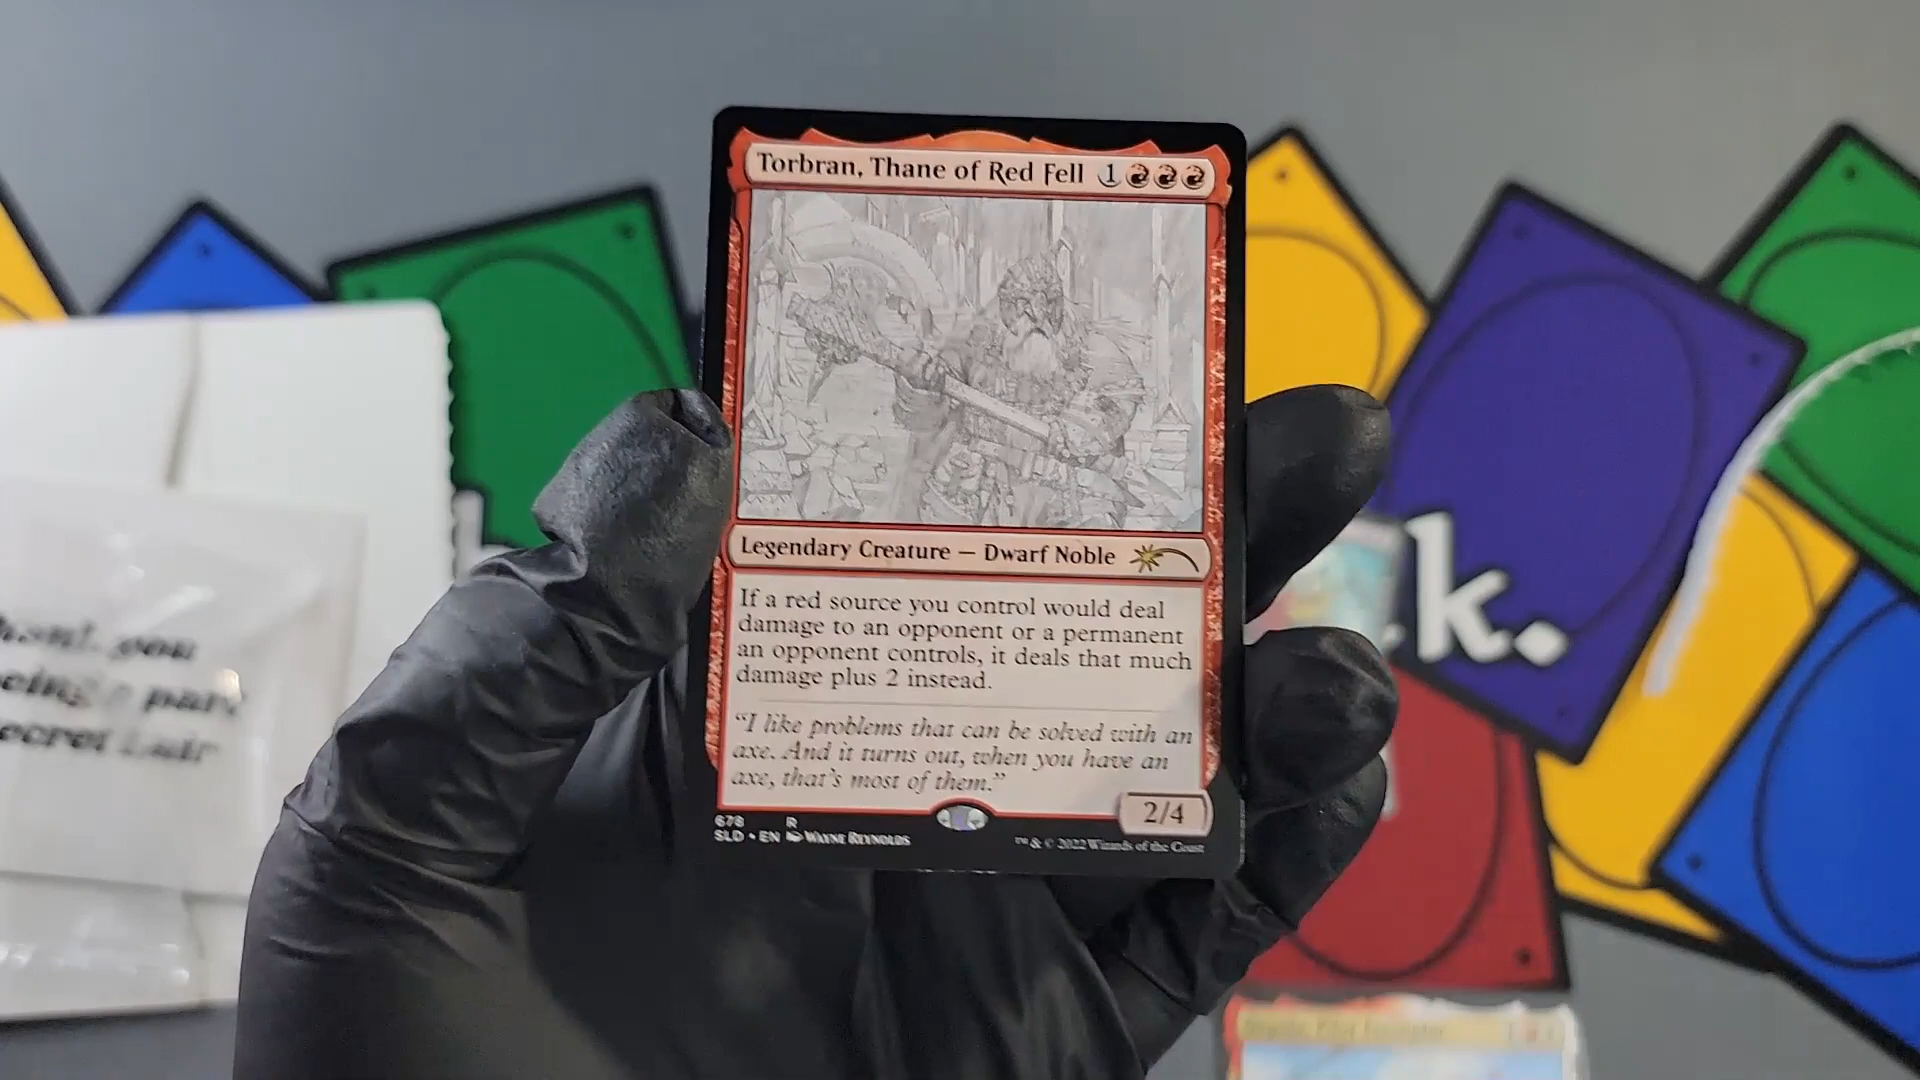 Torbran, Thane of Red Fell 1
Legendary Creature — Dwarf Noble
If a red source you control would deal
damage to an opponent or a permanent
an opponent controls, it deals that much
damage plus 2 instead.
“I like problems that can be solved with an
axe. And it turns out, when you have an
axe, that's most of them.”
2/4
678 R
SLD • EN Wayne Reynolds
™ & © 2022 Wizards of the Coast
k.